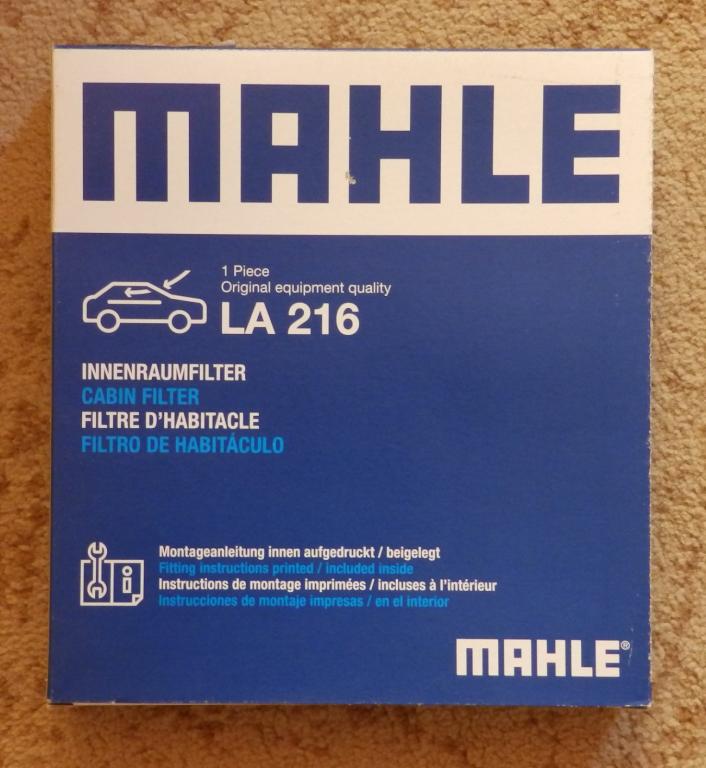 MAHLE
1 Piece
Original equipment quality
LA 216
INNENRAUMFILTER
CABIN FILTER
FILTRE D'HABITACLE
FILTRO DE HABITÁCULO
Montageanleitung innen aufgedruckt / beigelegt
Fitting instructions printed / included inside
Instructions de montage imprimées / incluses à l'intérieur
Instrucciones de montaje impresas / en el interior
i
MAHLE®